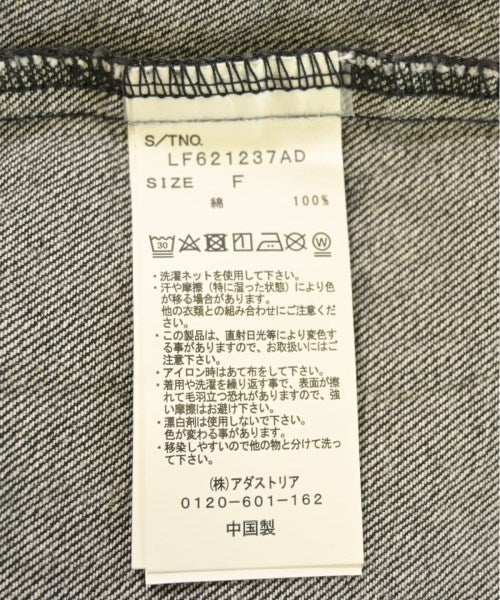 S/TNO.
LF621237AD
SIZE F
綿 100%
30
W
・洗濯ネットを使用して下さい。
・汗や摩擦（特に湿った状態）により色
が移る場合があります。
他の衣類との組み合わせにご注意くだ
さい。
・この製品は、直射日光等により変色す
る事がありますので、お取扱いにはご
注意下さい。
・アイロン時はあて布をして下さい。
・着用や洗濯を繰り返す事で、表面が擦
れて毛羽立つ恐れがありますので、強
い摩擦はお避け下さい。
・漂白剤は使用しないで下さい。
色が変わる事があります。
・移染しやすいので他の物と分けて洗っ
て下さい。
(株)アダストリア
0120-601-162
中国製